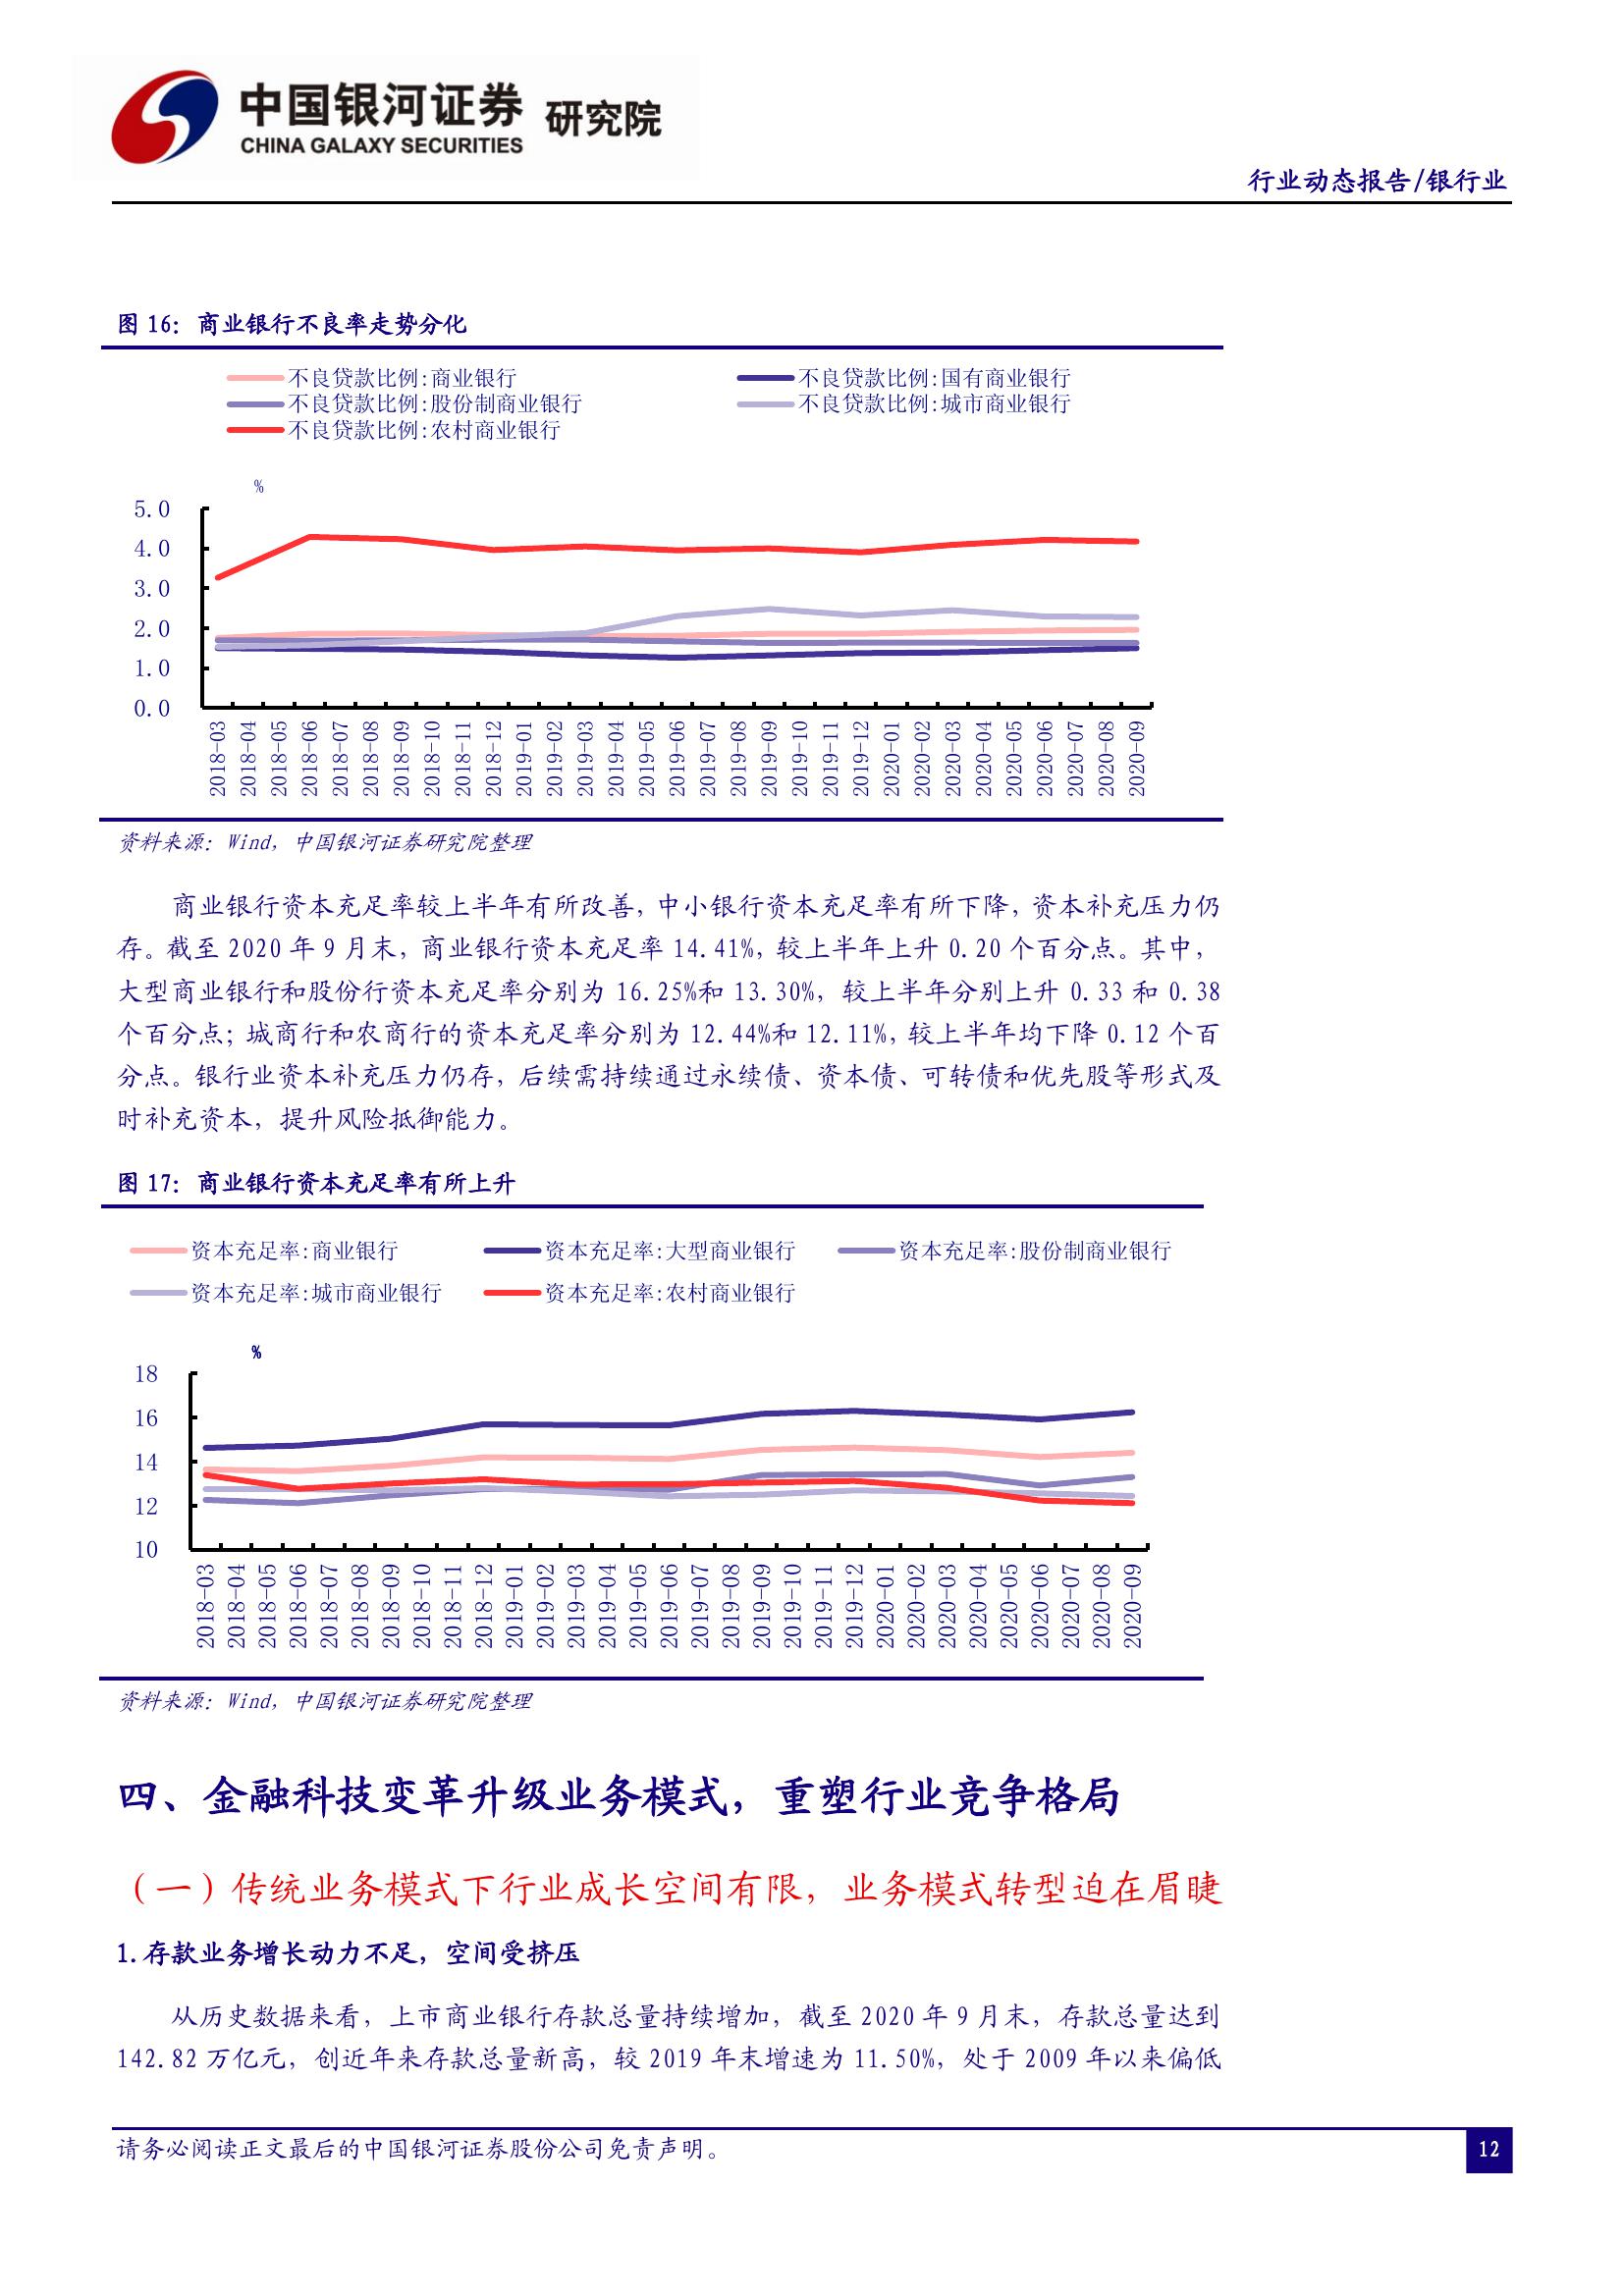 中国银河证券 研究院
CHINA GALAXY SECURITIES
行业动态报告/银行业
图 16：商业银行不良率走势分化
不良贷款比例:商业银行 不良贷款比例:国有商业银行
不良贷款比例:股份制商业银行 不良贷款比例:城市商业银行
不良贷款比例:农村商业银行
%
5.0
4.0
3.0
2.0
1.0
0.0
2018-03 2018-04 2018-05 2018-06 2018-07 2018-08 2018-09 2018-10 2018-11 2018-12 2019-01 2019-02 2019-03 2019-04 2019-05 2019-06 2019-07 2019-08 2019-09 2019-10 2019-11 2019-12 2020-01 2020-02 2020-03 2020-04 2020-05 2020-06 2020-07 2020-08 2020-09
资料来源：Wind，中国银河证券研究院整理
商业银行资本充足率较上半年有所改善，中小银行资本充足率有所下降，资本补充压力仍
存。截至 2020 年 9 月末，商业银行资本充足率 14.41%，较上半年上升 0.20 个百分点。其中，
大型商业银行和股份行资本充足率分别为 16.25%和 13.30%，较上半年分别上升 0.33 和 0.38
个百分点；城商行和农商行的资本充足率分别为 12.44%和 12.11%，较上半年均下降 0.12 个百
分点。银行业资本补充压力仍存，后续需持续通过永续债、资本债、可转债和优先股等形式及
时补充资本，提升风险抵御能力。
图 17：商业银行资本充足率有所上升
资本充足率:商业银行 资本充足率:大型商业银行 资本充足率:股份制商业银行
资本充足率:城市商业银行 资本充足率:农村商业银行
%
18
16
14
12
10
2018-03 2018-04 2018-05 2018-06 2018-07 2018-08 2018-09 2018-10 2018-11 2018-12 2019-01 2019-02 2019-03 2019-04 2019-05 2019-06 2019-07 2019-08 2019-09 2019-10 2019-11 2019-12 2020-01 2020-02 2020-03 2020-04 2020-05 2020-06 2020-07 2020-08 2020-09
资料来源：Wind，中国银河证券研究院整理
四、金融科技变革升级业务模式，重塑行业竞争格局
（一）传统业务模式下行业成长空间有限，业务模式转型迫在眉睫
1.存款业务增长动力不足，空间受挤压
从历史数据来看，上市商业银行存款总量持续增加，截至 2020 年 9 月末，存款总量达到
142.82 万亿元，创近年来存款总量新高，较 2019 年末增速为 11.50%，处于 2009 年以来偏低
请务必阅读正文最后的中国银河证券股份公司免责声明。
12